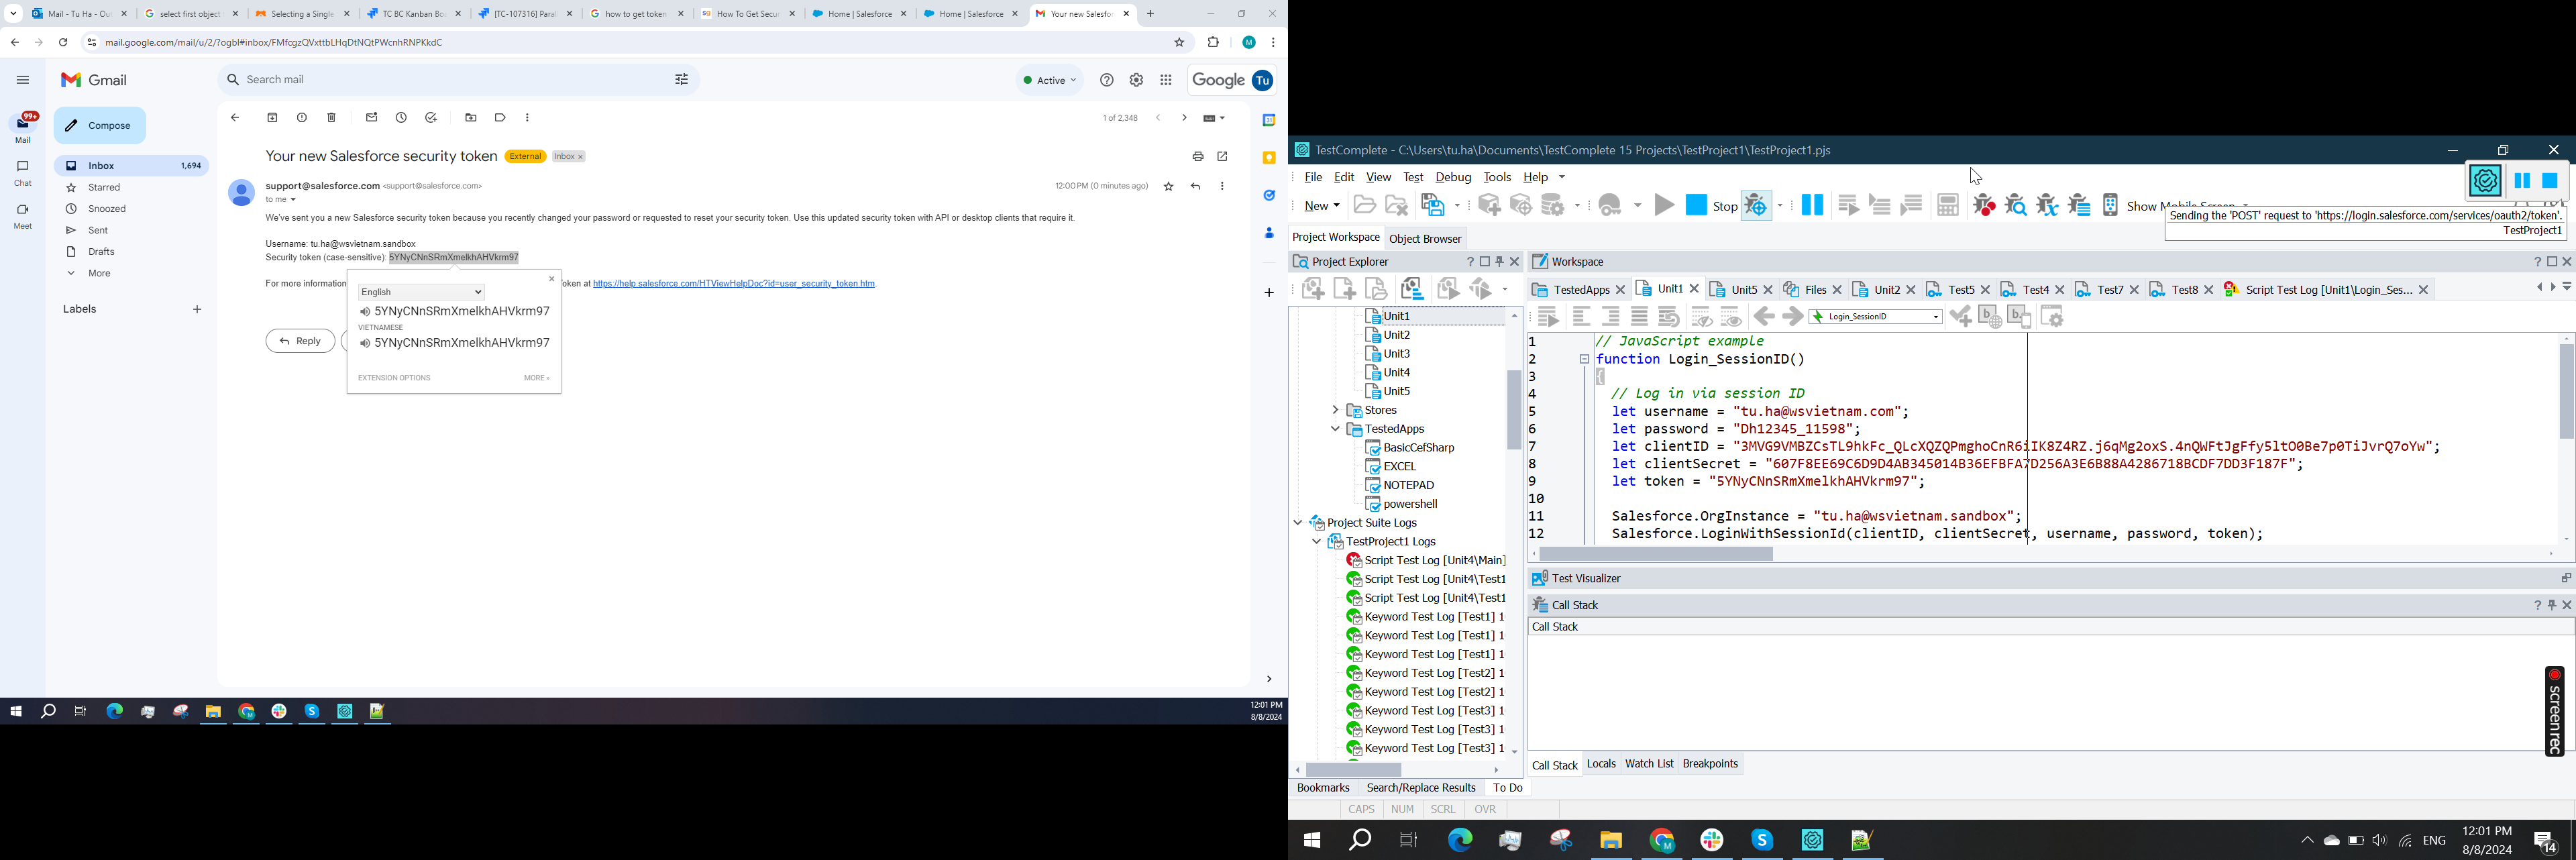 Mail - Tu Ha - Out
select first object
Selecting a Single
TC BC Kanban Bo
[TC-107316] Paral
how to get token
How To Get Secur
Home | Salesforce
Home | Salesforce
Your new Salesfor
mail.google.com/mail/u/2/?ogbl#inbox/FMfcgzQVxttbLHqDtNQtPWcnhRNPKkdC
Gmail
Search mail
Active
Google
Tu
99+
Mail
Chat
Meet
Compose
Inbox 1,694
Starred
Snoozed
Sent
Drafts
More
Labels
1 of 2,348
Your new Salesforce security token External Inbox x
support@salesforce.com <support@salesforce.com>
12:00 PM (0 minutes ago)
to me
We've sent you a new Salesforce security token because you recently changed your password or requested to reset your security token. Use this updated security token with API or desktop clients that require it.
Username: tu.ha@wsvietnam.sandbox
Security token (case-sensitive): 5YNyCNnSRmXmelkhAHVkrm97
For more information
oken at https://help.salesforce.com/HTViewHelpDoc?id=user_security_token.htm.
English
5YNyCNnSRmXmelkhAHVkrm97
VIETNAMESE
5YNyCNnSRmXmelkhAHVkrm97
EXTENSION OPTIONS MORE »
Reply
12:01 PM
8/8/2024
TestComplete - C:\Users\tu.ha\Documents\TestComplete 15 Projects\TestProject1\TestProject1.pjs
File Edit View Test Debug Tools Help
New
Stop
Show Mobile Screen
Sending the 'POST' request to 'https://login.salesforce.com/services/oauth2/token'.
TestProject1
Project Workspace Object Browser
Project Explorer
Workspace
TestedApps Unit1 Unit5 Files Unit2 Test5 Test4 Test7 Test8 Script Test Log [Unit1\Login_Ses...
Login_SessionID
Unit1
Unit2
Unit3
Unit4
Unit5
Stores
TestedApps
BasicCefSharp
EXCEL
NOTEPAD
powershell
Project Suite Logs
TestProject1 Logs
Script Test Log [Unit4\Main]
Script Test Log [Unit4\Test1
Script Test Log [Unit4\Test1
Keyword Test Log [Test1] 1
Keyword Test Log [Test1] 1
Keyword Test Log [Test1] 1
Keyword Test Log [Test2] 1
Keyword Test Log [Test2] 1
Keyword Test Log [Test3] 1
Keyword Test Log [Test3] 1
Keyword Test Log [Test3] 1
1 // JavaScript example
2 function Login_SessionID()
3 {
4 // Log in via session ID
5 let username = "tu.ha@wsvietnam.com";
6 let password = "Dh12345_11598";
7 let clientID = "3MVG9VMBZCsTL9hkFc_QLcXQZQPmghoCnR6iIK8Z4RZ.j6qMg2oxS.4nQWFtJgFfy5ltO0Be7p0TiJvrQ7oYw";
8 let clientSecret = "607F8EE69C6D9D4AB345014B36EFBFA7D256A3E6B88A4286718BCDF7DD3F187F";
9 let token = "5YNyCNnSRmXmelkhAHVkrm97";
10
11 Salesforce.OrgInstance = "tu.ha@wsvietnam.sandbox";
12 Salesforce.LoginWithSessionId(clientID, clientSecret, username, password, token);
Test Visualizer
Call Stack
Call Stack
Call Stack Locals Watch List Breakpoints
Bookmarks Search/Replace Results To Do
CAPS NUM SCRL OVR
screenrec
ENG
12:01 PM
8/8/2024
14